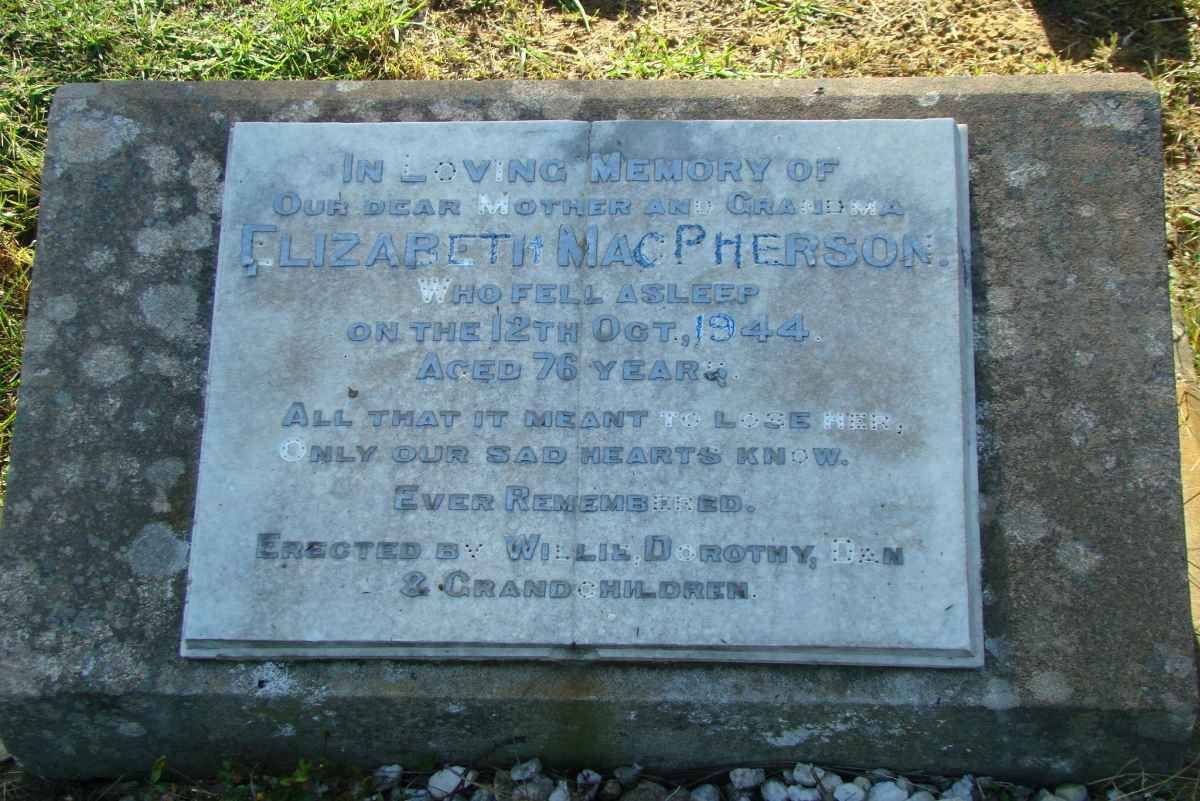 IN LOVING MEMORY OF
OUR DEAR MOTHER AND GRANDMA
ELIZABETH MACPHERSON.
WHO FELL ASLEEP
ON THE 12TH OCT., 1944.
AGED 76 YEARS.
ALL THAT IT MEANT TO LOSE HER,
ONLY OUR SAD HEARTS KNOW.
EVER REMEMBERED.
ERECTED BY WILLIE, DOROTHY, DAN
& GRANDCHILDREN.